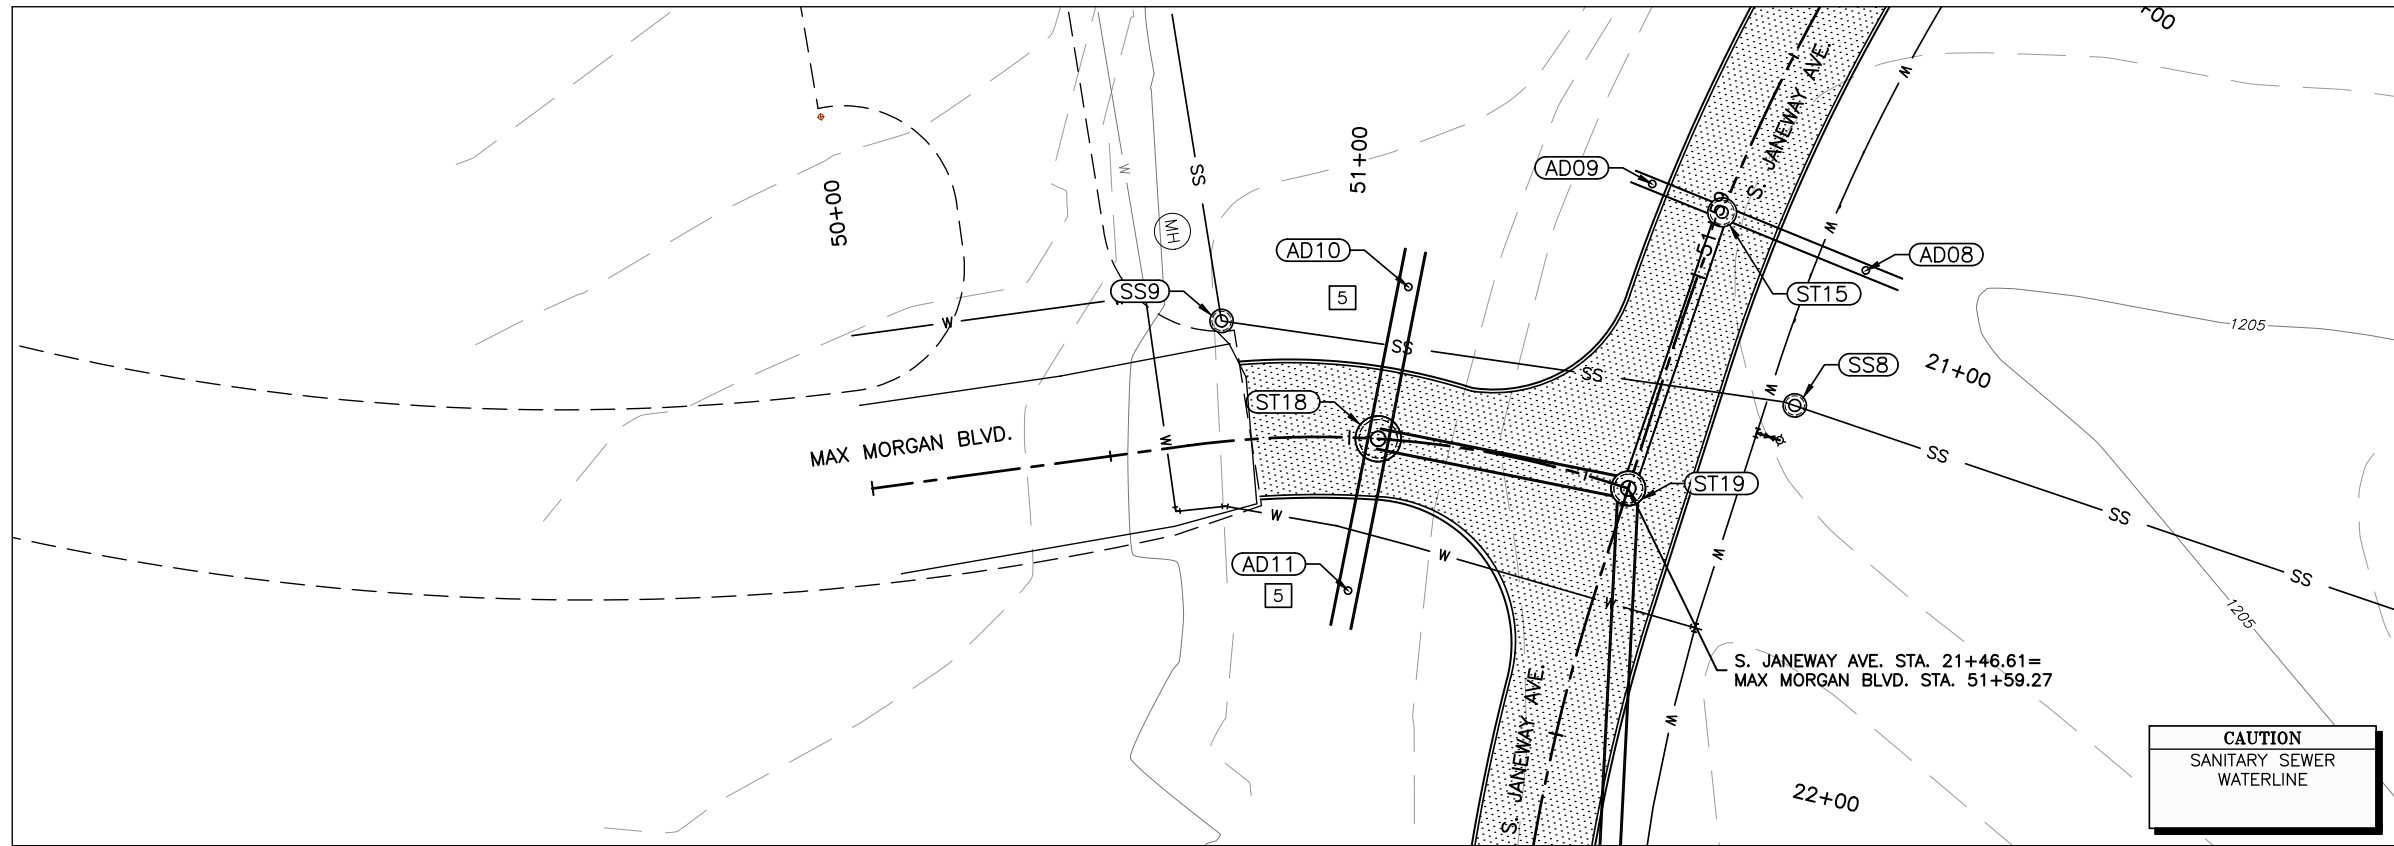 +00
S. JANEWAY AVE.
W
51+00
AD09
W
SS
50+00
MH
W
AD10
AD08
51+59
SS9
5
ST15
W
1205
SS
SS
W
21+00
SS8
ST18
MAX MORGAN BLVD.
W
SS
ST19
W
W
W
SS
AD11
5
W
SS
1205
S. JANEWAY AVE. STA. 21+46.61=
MAX MORGAN BLVD. STA. 51+59.27
W
S. JANEWAY AVE.
22+00
CAUTION
SANITARY SEWER
WATERLINE